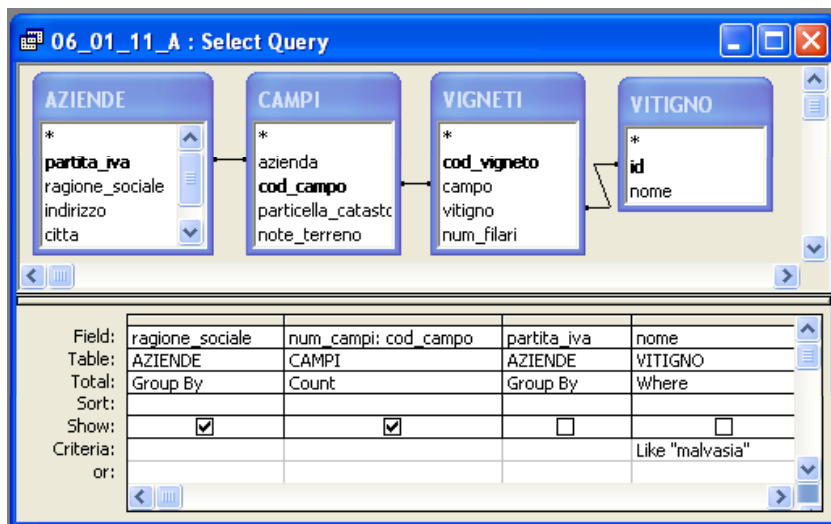 06_01_11_A : Select Query
AZIENDE
*
partita_iva
ragione_sociale
indirizzo
citta
CAMPI
*
azienda
cod_campo
particella_catasto
note_terreno
VIGNETI
*
cod_vigneto
campo
vitigno
num_filari
VITIGNO
*
id
nome
Field: ragione_sociale num_campi: cod_campo partita_iva nome
Table: AZIENDE CAMPI AZIENDE VITIGNO
Total: Group By Count Group By Where
Sort:
Show:
Criteria: Like "malvasia"
or: